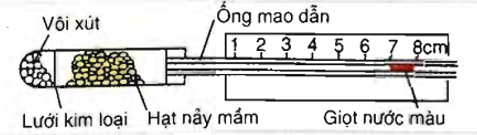 Vôi xút
Ống mao dẫn
1 2 3 4 5 6 7 8cm
Lưới kim loại
Hạt nảy mầm
Giọt nước màu